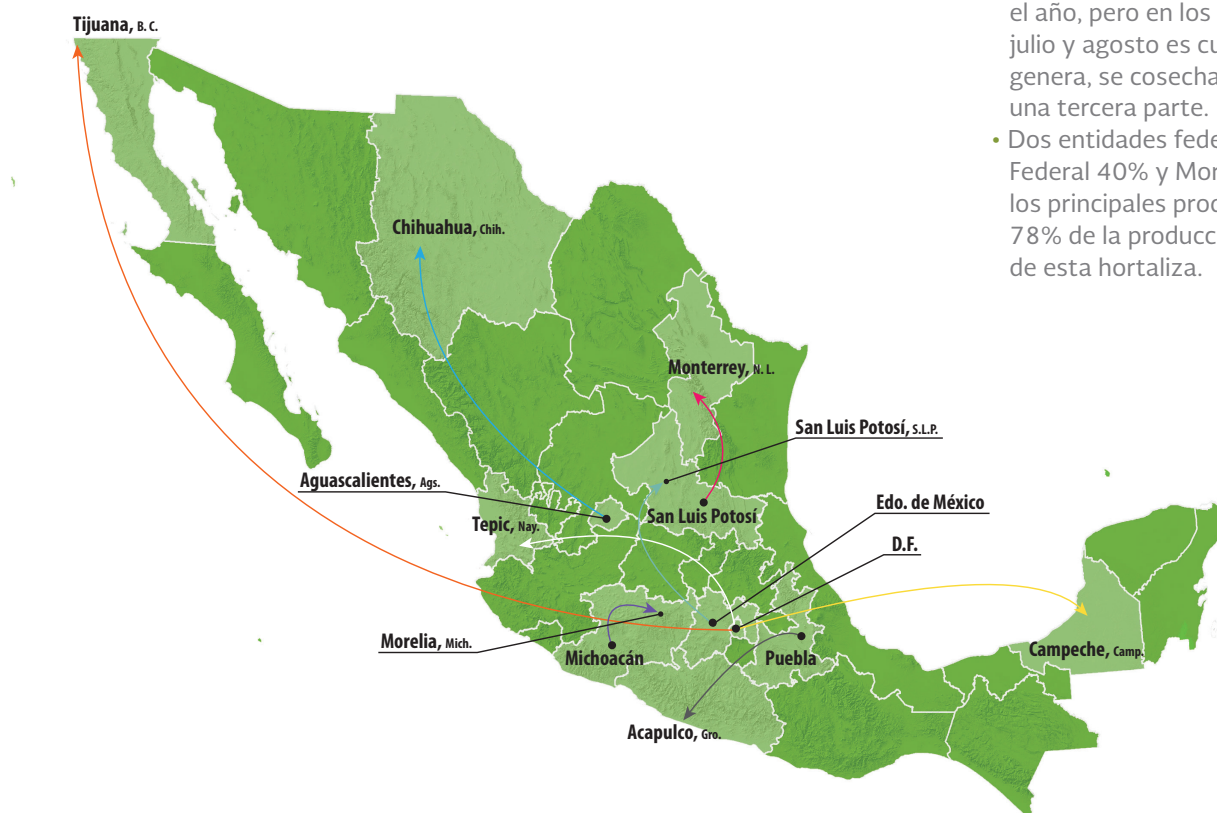 Tijuana, B. C.
el año, pero en los
julio y agosto es cu
genera, se cosecha
una tercera parte.
• Dos entidades fede
Federal 40% y Mor
los principales prod
78% de la producc
de esta hortaliza.
Chihuahua, Chih.
Monterrey, N. L.
San Luis Potosí, S.L.P.
Aguascalientes, Ags.
Edo. de México
San Luis Potosí
Tepic, Nay.
D.F.
Morelia, Mich.
Michoacán
Puebla
Campeche, Camp.
Acapulco, Gro.